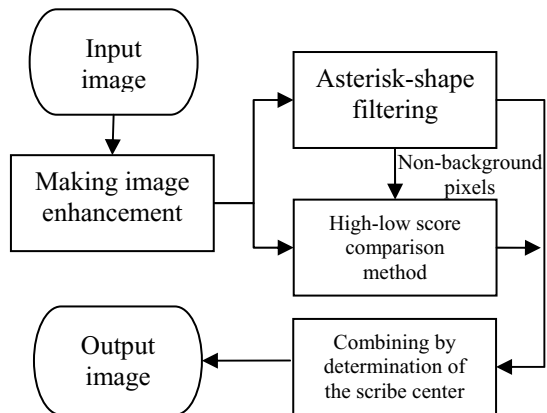 Input
image
Making image
enhancement
Asterisk-shape
filtering
Non-background
pixels
High-low score
comparison
method
Combining by
determination of
the scribe center
Output
image